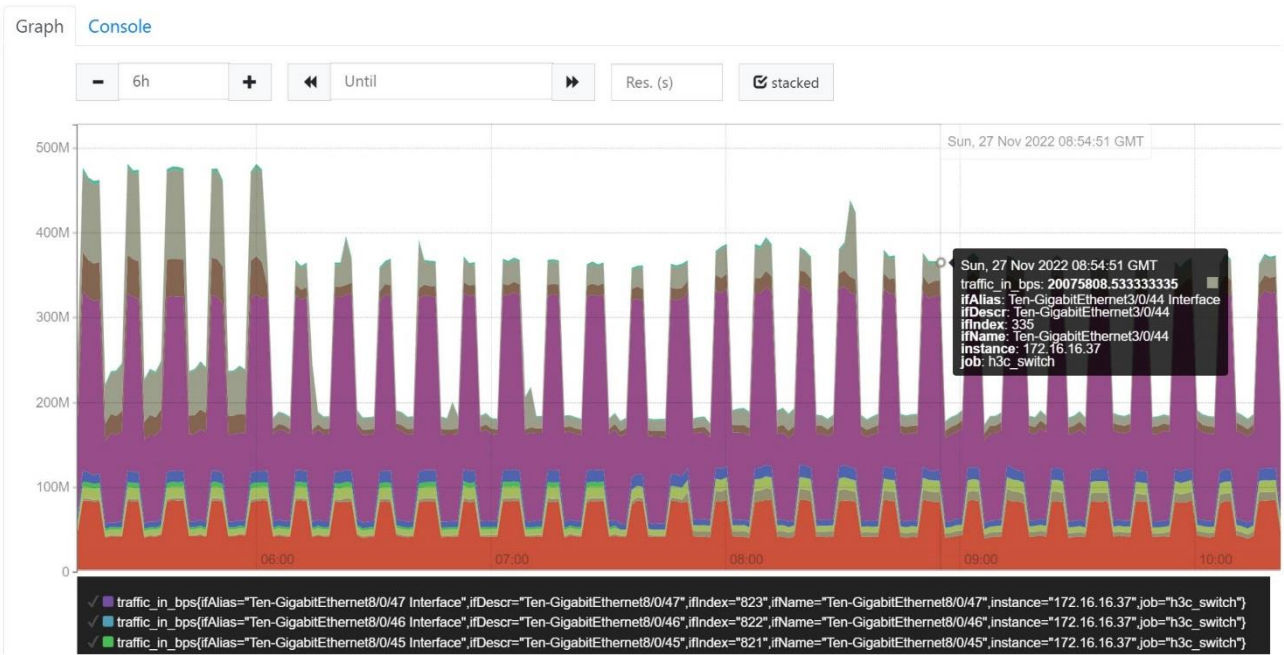 Graph Console
6h Until Res. (s) stacked
500M
400M
300M
200M
100M
0
Sun, 27 Nov 2022 08:54:51 GMT
Sun, 27 Nov 2022 08:54:51 GMT
traffic_in_bps: 20075808.533333335
ifAlias: Ten-GigabitEthernet3/0/44 Interface
ifDescr: Ten-GigabitEthernet3/0/44
ifIndex: 335
ifName: Ten-GigabitEthernet3/0/44
instance: 172.16.16.37
job: h3c_switch
06:00 07:00 08:00 09:00 10:00
traffic_in_bps{ifAlias="Ten-GigabitEthernet8/0/47 Interface",ifDescr="Ten-GigabitEthernet8/0/47",ifIndex="823",ifName="Ten-GigabitEthernet8/0/47",instance="172.16.16.37",job="h3c_switch"}
traffic_in_bps{ifAlias="Ten-GigabitEthernet8/0/46 Interface",ifDescr="Ten-GigabitEthernet8/0/46",ifIndex="822",ifName="Ten-GigabitEthernet8/0/46",instance="172.16.16.37",job="h3c_switch"}
traffic_in_bps{ifAlias="Ten-GigabitEthernet8/0/45 Interface",ifDescr="Ten-GigabitEthernet8/0/45",ifIndex="821",ifName="Ten-GigabitEthernet8/0/45",instance="172.16.16.37",job="h3c_switch"}